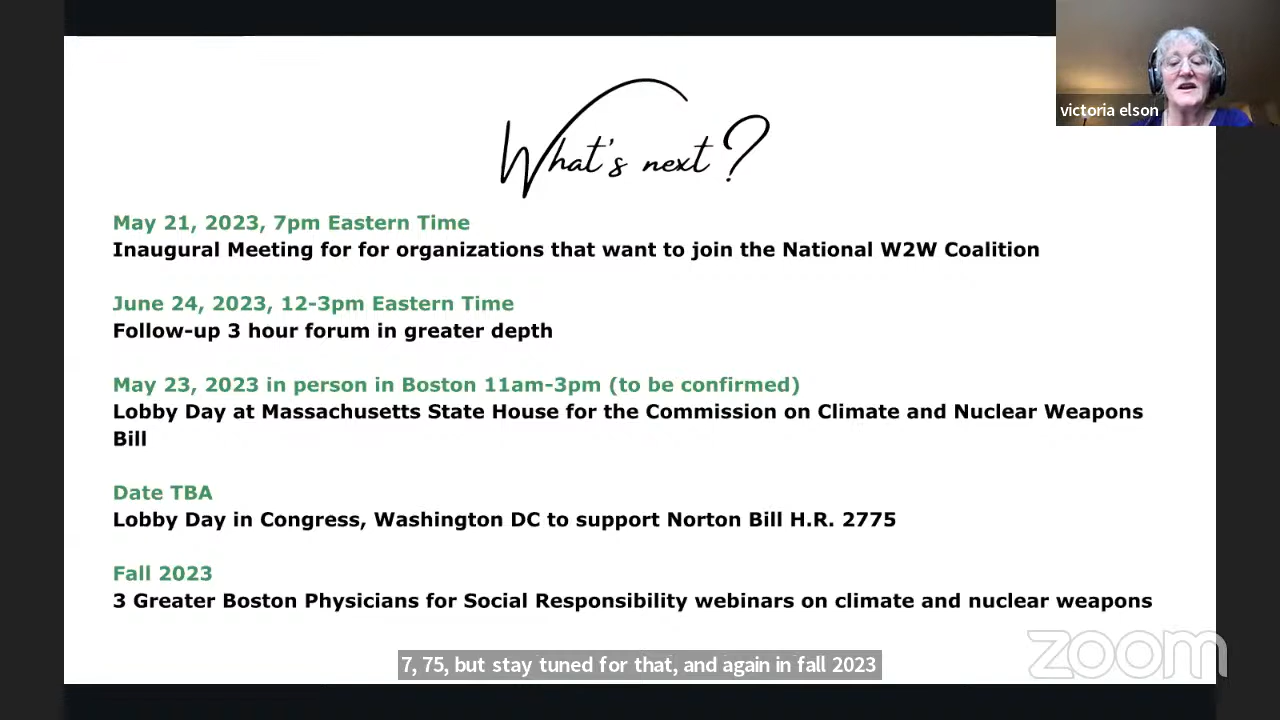 What's next?
victoria elson
May 21, 2023, 7pm Eastern Time
Inaugural Meeting for for organizations that want to join the National W2W Coalition
June 24, 2023, 12-3pm Eastern Time
Follow-up 3 hour forum in greater depth
May 23, 2023 in person in Boston 11am-3pm (to be confirmed)
Lobby Day at Massachusetts State House for the Commission on Climate and Nuclear Weapons
Bill
Date TBA
Lobby Day in Congress, Washington DC to support Norton Bill H.R. 2775
Fall 2023
3 Greater Boston Physicians for Social Responsibility webinars on climate and nuclear weapons
7, 75, but stay tuned for that, and again in fall 2023
zoom